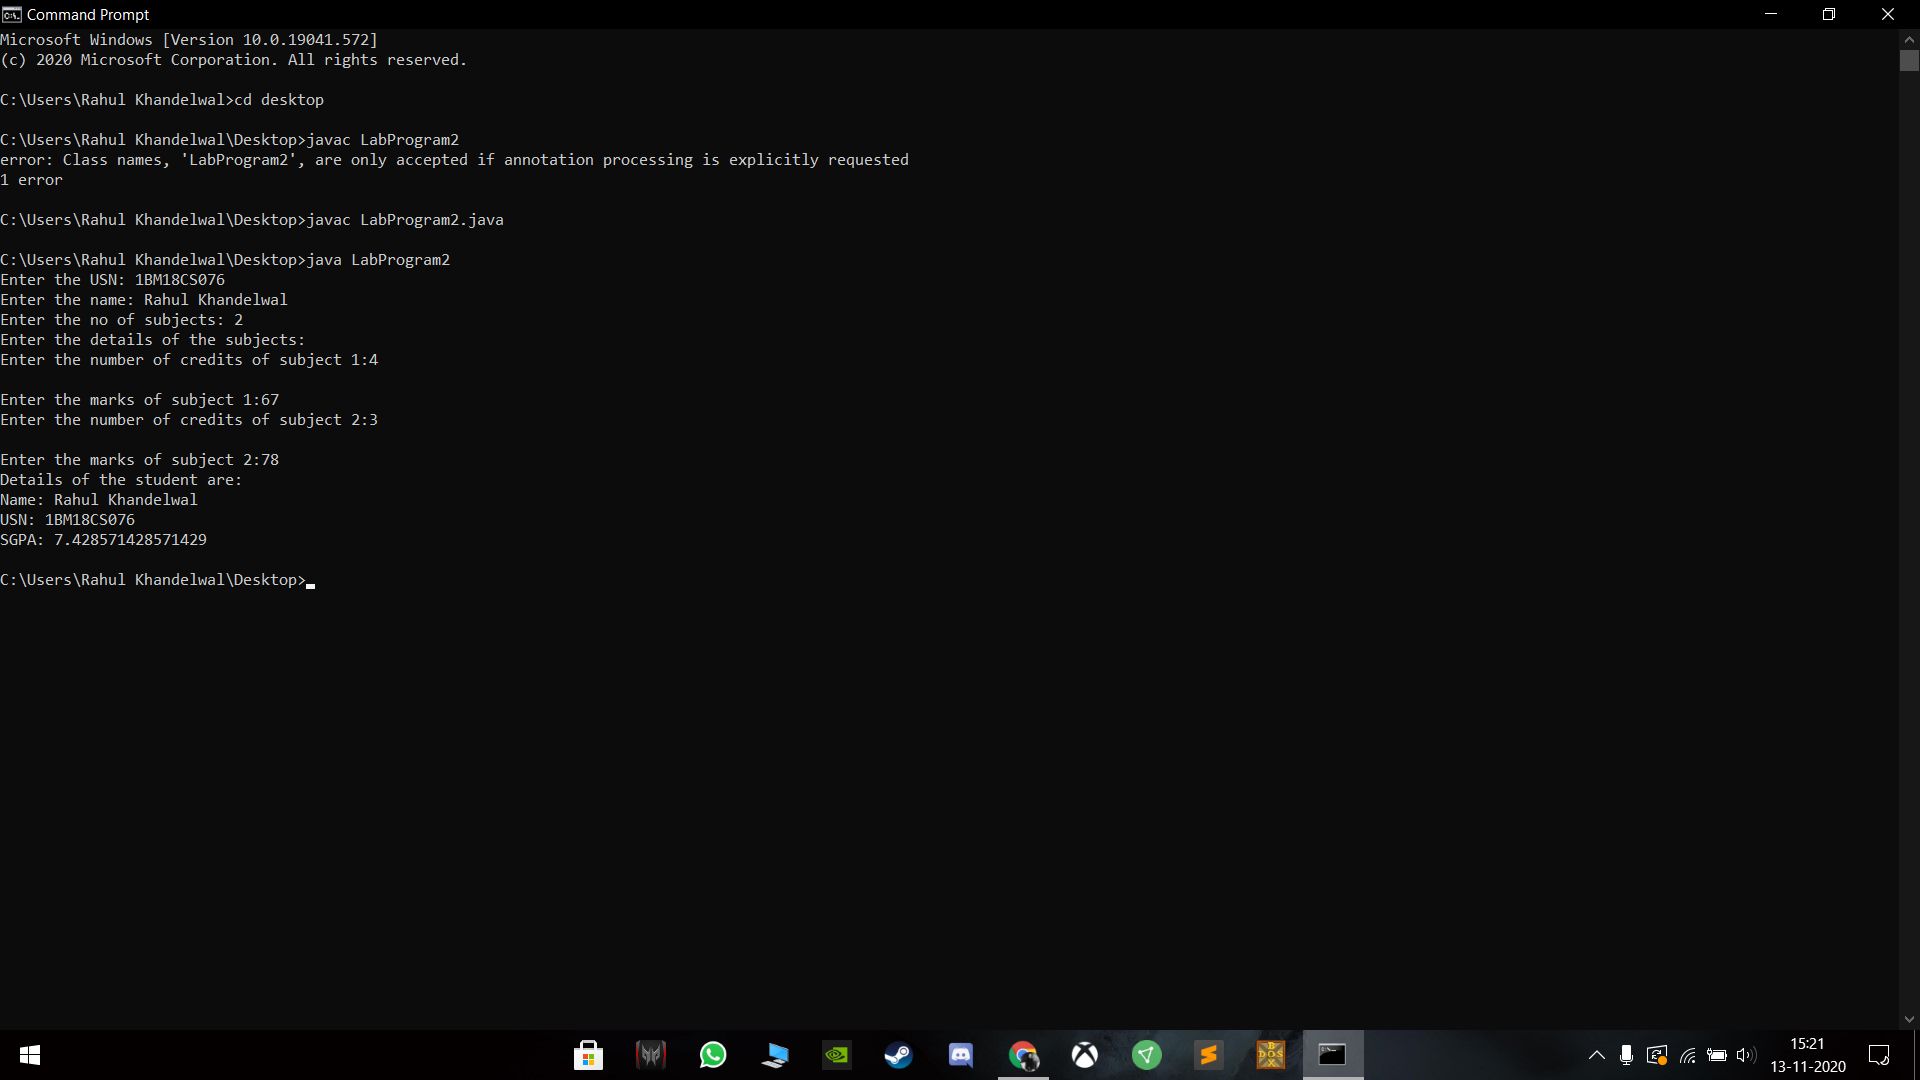 Command Prompt
Microsoft Windows [Version 10.0.19041.572]
(c) 2020 Microsoft Corporation. All rights reserved.
C:\Users\Rahul Khandelwal>cd desktop
C:\Users\Rahul Khandelwal\Desktop>javac LabProgram2
error: Class names, 'LabProgram2', are only accepted if annotation processing is explicitly requested
1 error
C:\Users\Rahul Khandelwal\Desktop>javac LabProgram2.java
C:\Users\Rahul Khandelwal\Desktop>java LabProgram2
Enter the USN: 1BM18CS076
Enter the name: Rahul Khandelwal
Enter the no of subjects: 2
Enter the details of the subjects:
Enter the number of credits of subject 1:4
Enter the marks of subject 1:67
Enter the number of credits of subject 2:3
Enter the marks of subject 2:78
Details of the student are:
Name: Rahul Khandelwal
USN: 1BM18CS076
SGPA: 7.428571428571429
C:\Users\Rahul Khandelwal\Desktop>
15:21
13-11-2020